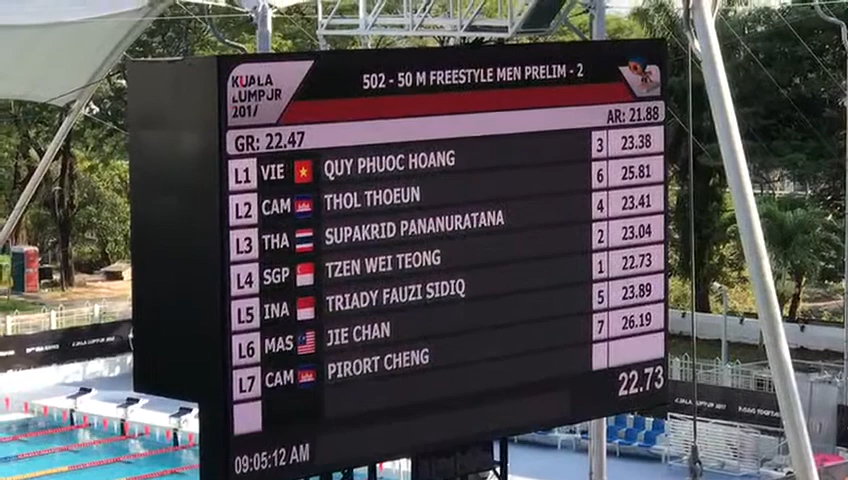 KUALA
LUMPUR
2017
502 - 50 M FREESTYLE MEN PRELIM - 2
GR: 22.47 AR: 21.88
L1 VIE QUY PHUOC HOANG 3 23.38
L2 CAM THOL THOEUN 6 25.81
L3 THA SUPAKRID PANANURATANA 4 23.41
L4 SGP TZEN WEI TEONG 2 23.04
L5 INA TRIADY FAUZI SIDIQ 1 22.73
L6 MAS JIE CHAN 5 23.89
L7 CAM PIRORT CHENG 7 26.19
22.73
09:05:12 AM
KUALA LUMPUR 2017